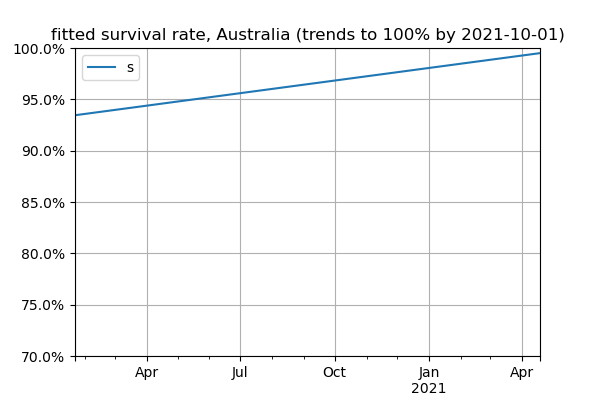 fitted survival rate, Australia (trends to 100% by 2021-10-01)
100.0%
s
95.0%
90.0%
85.0%
80.0%
75.0%
70.0%
Apr Jul Oct Jan Apr
2021